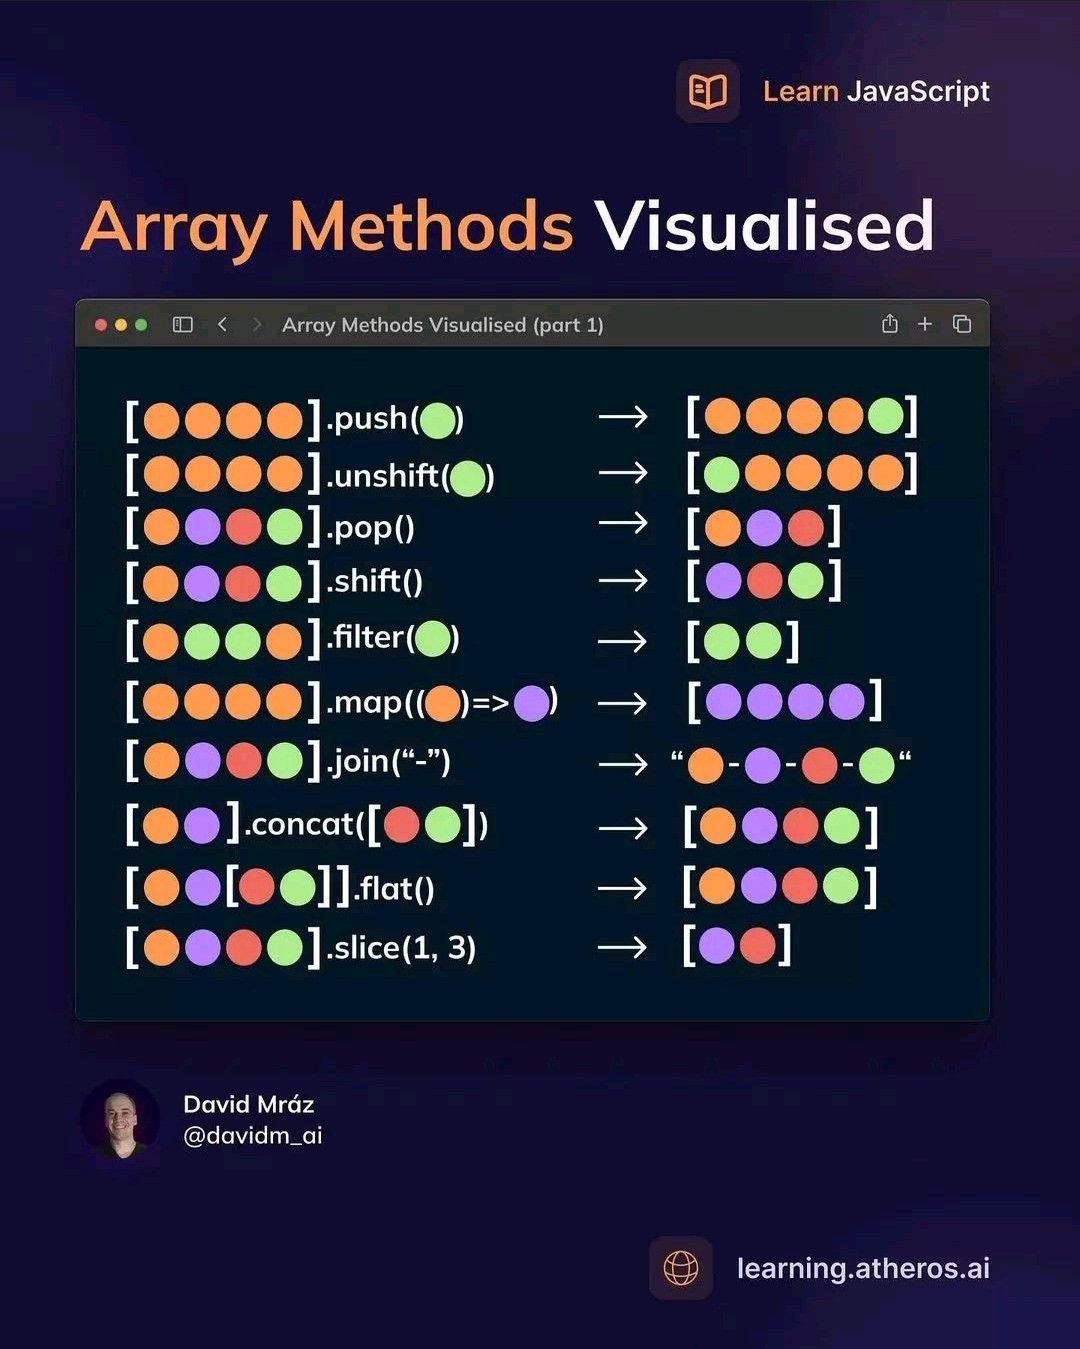 Learn JavaScript
Array Methods Visualised
Array Methods Visualised (part 1)
[ ].push( ) → [ ]
[ ].unshift( ) → [ ]
[ ].pop() → [ ]
[ ].shift() → [ ]
[ ].filter( ) → [ ]
[ ].map(( )=> ) → [ ]
[ ].join(“-”) → “ - - - “
[ ].concat([ ]) → [ ]
[ [ ]].flat() → [ ]
[ ].slice(1, 3) → [ ]
David Mráz
@davidm_ai
learning.atheros.ai